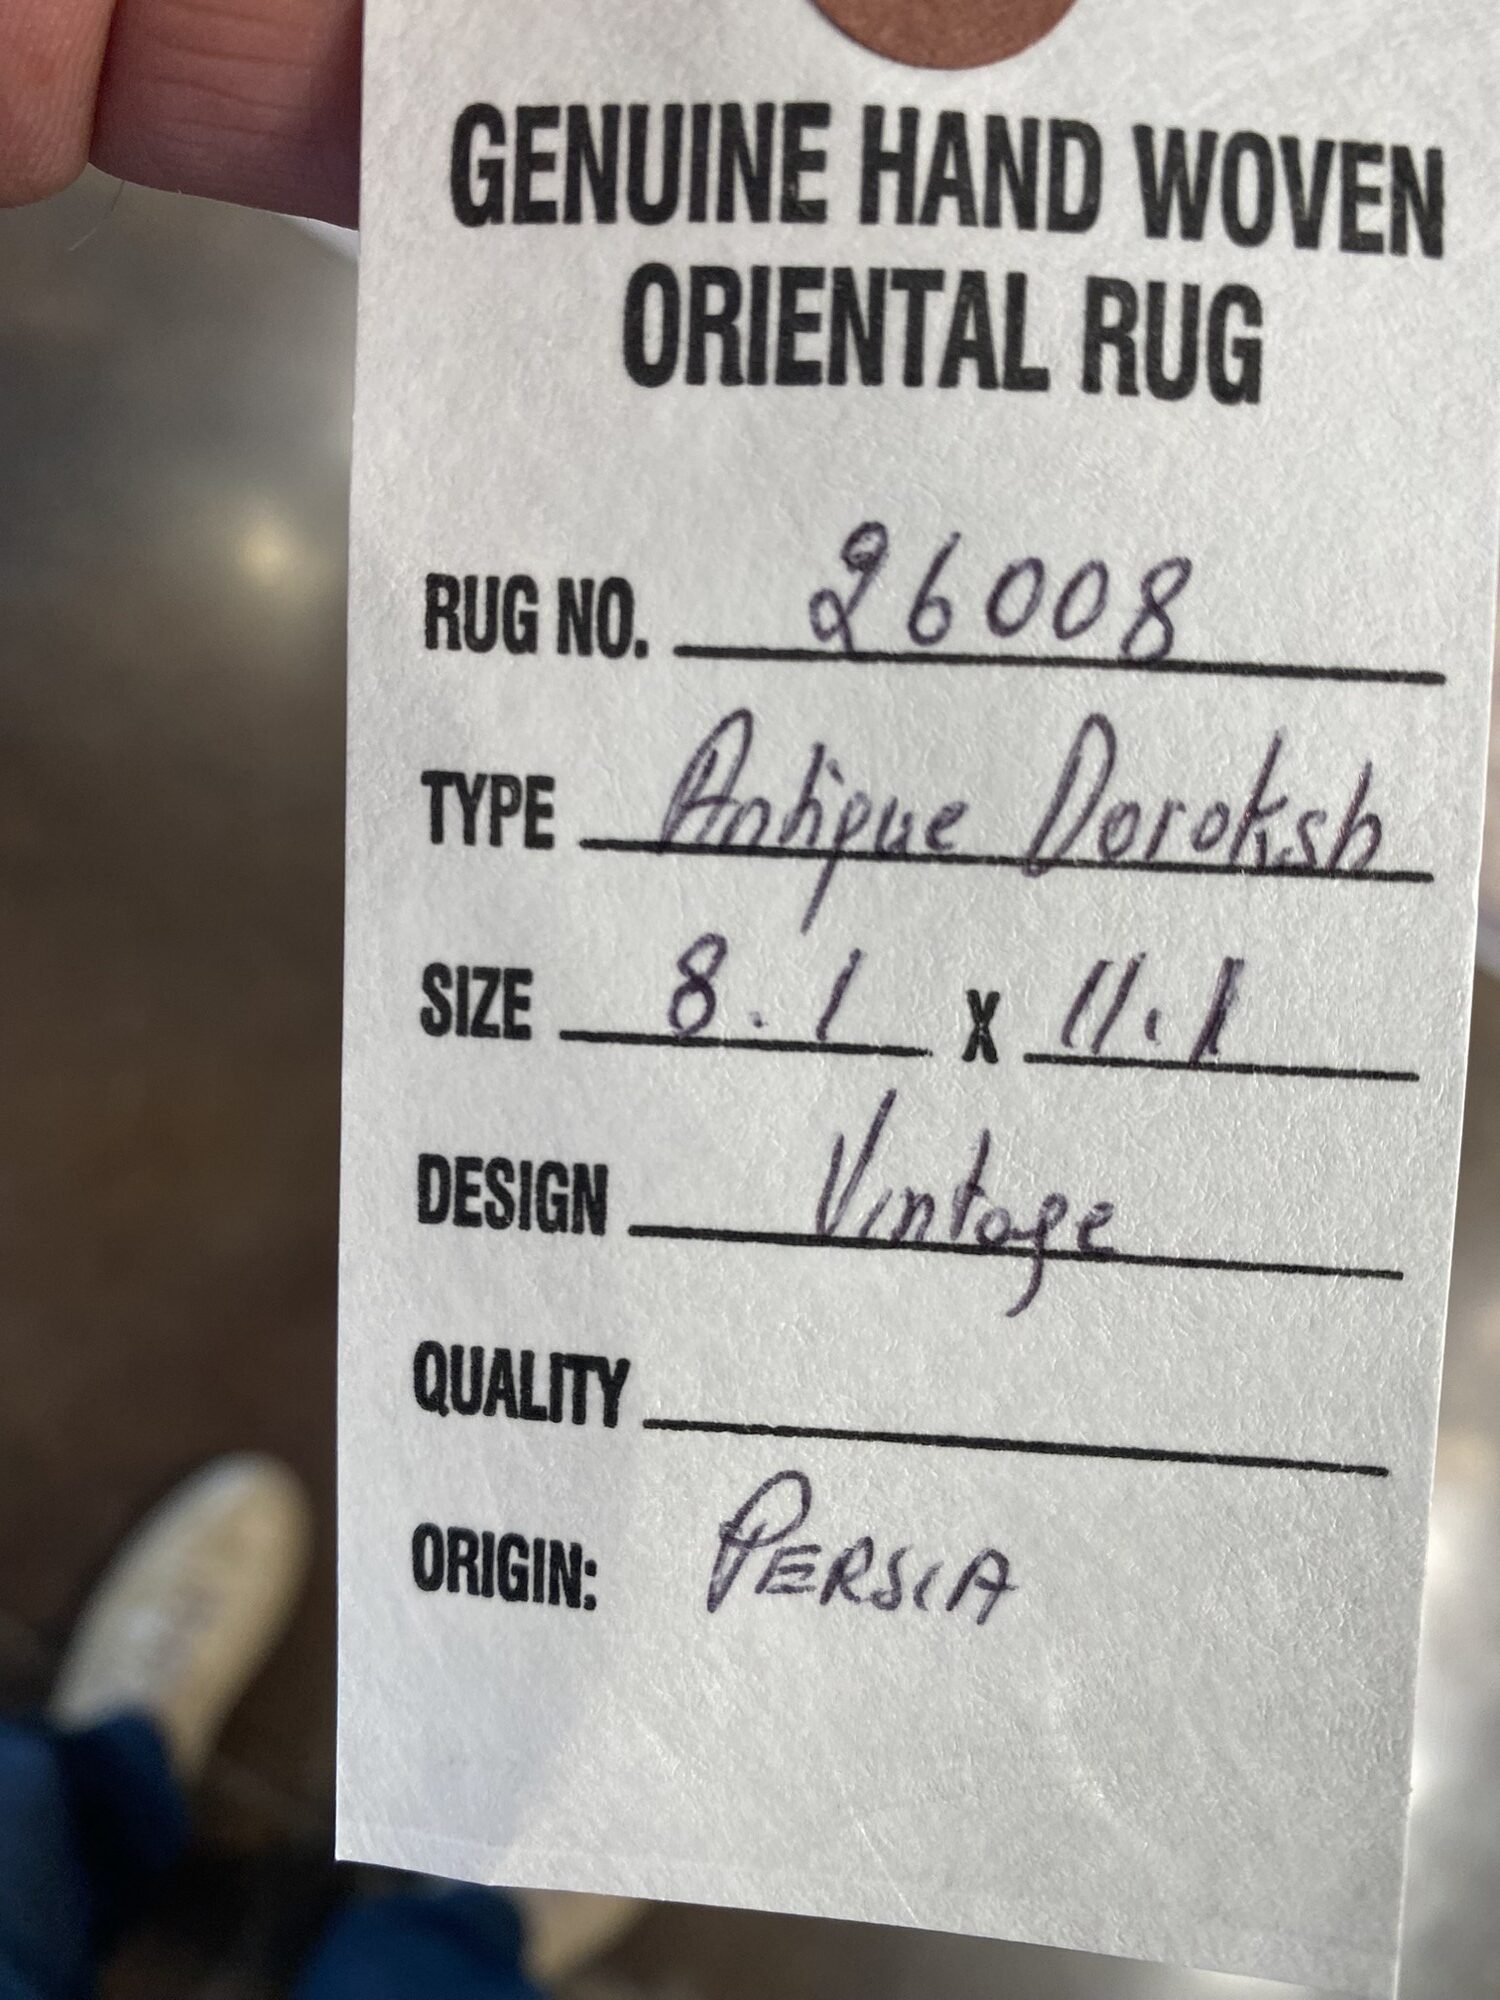 GENUINE HAND WOVEN
ORIENTAL RUG
RUG NO. 26008
TYPE Antique Doroksh
SIZE 8.1 X 11.1
DESIGN Vintage
QUALITY
ORIGIN: PERSIA